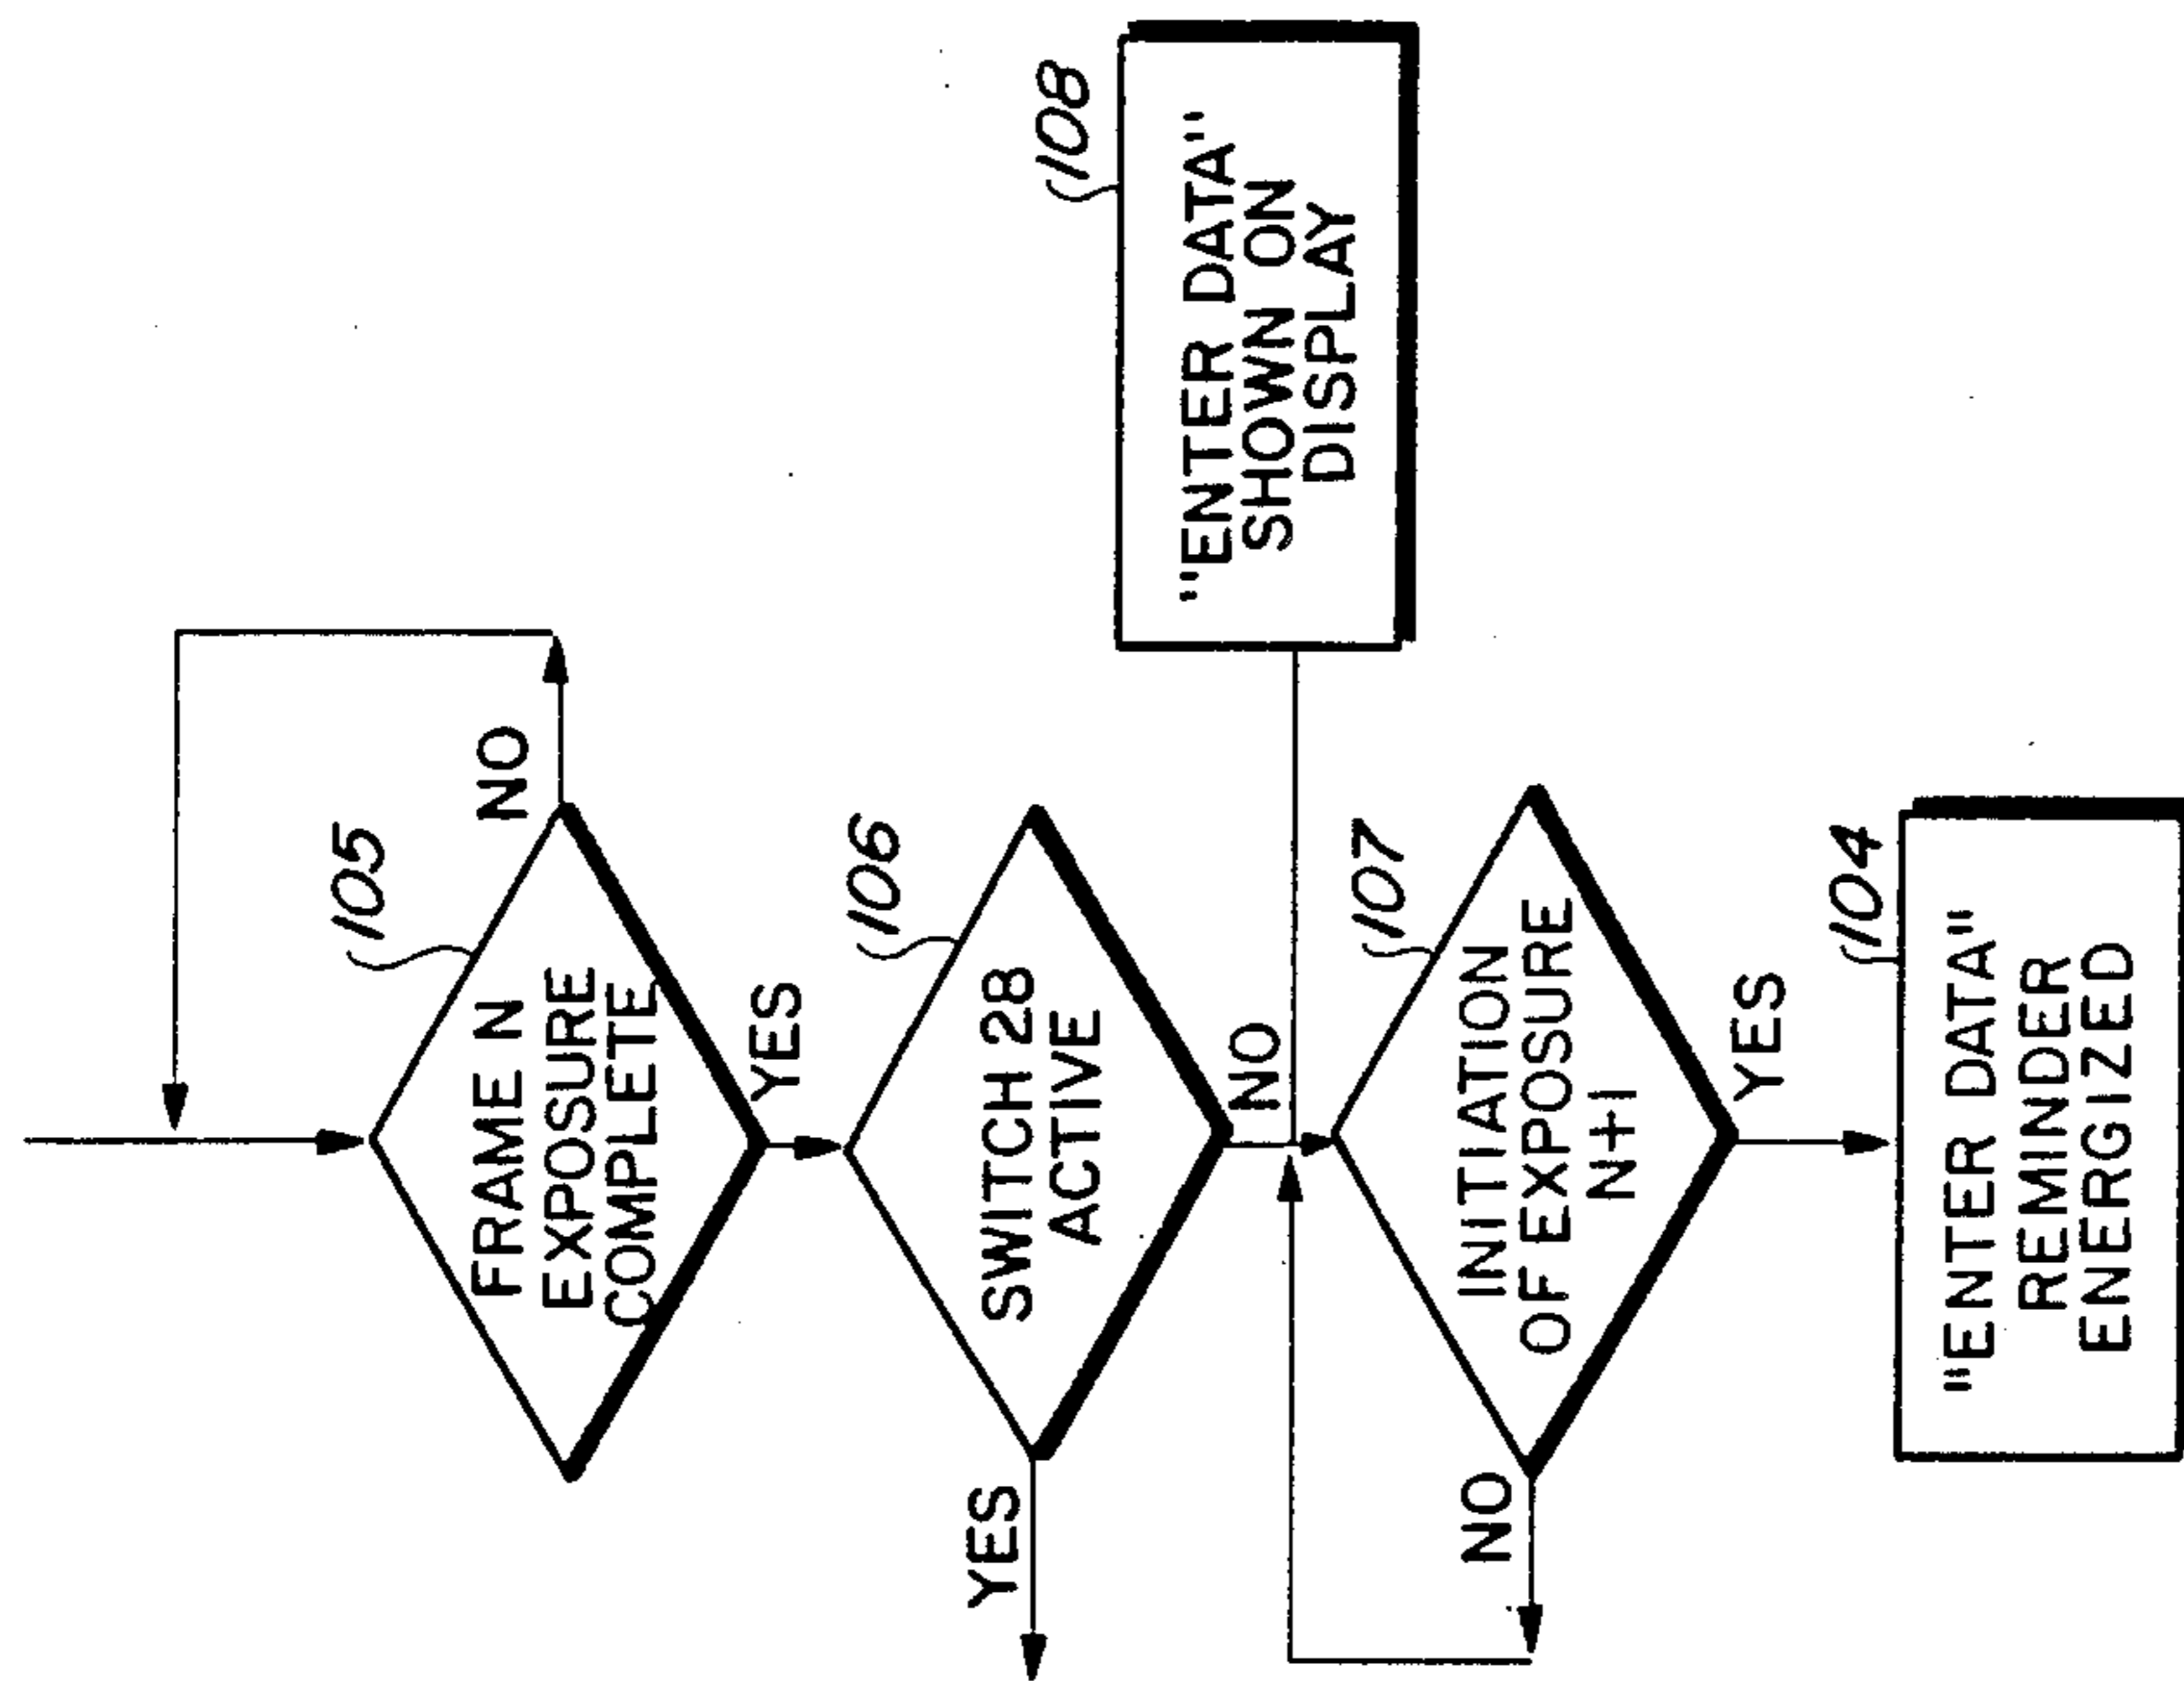 105
FRAME N
EXPOSURE
COMPLETE
NO
YES
106
SWITCH 28
ACTIVE
YES
NO
108
"ENTER DATA"
SHOWN ON
DISPLAY
107
INITIATION
OF EXPOSURE
N+1
NO
YES
104
"ENTER DATA"
REMINDER
ENERGIZED